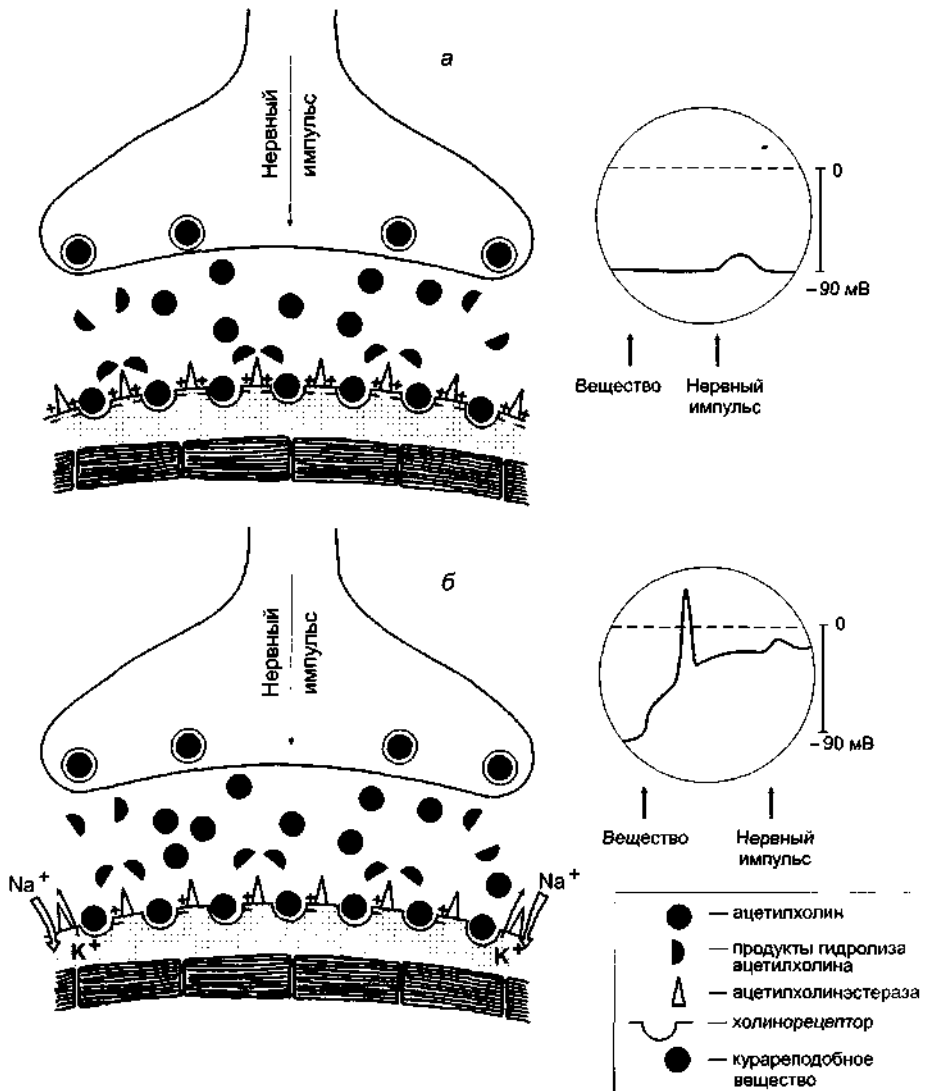 а
Нервный
импульс
0
–90 мВ
Вещество
Нервный
импульс
б
Нервный
импульс
0
–90 мВ
Вещество
Нервный
импульс
Na⁺
K⁺
K⁺
Na⁺
— ацетилхолин
— продукты гидролиза
ацетилхолина
— ацетилхолинэстераза
— холинорецептор
— курареподобное
вещество